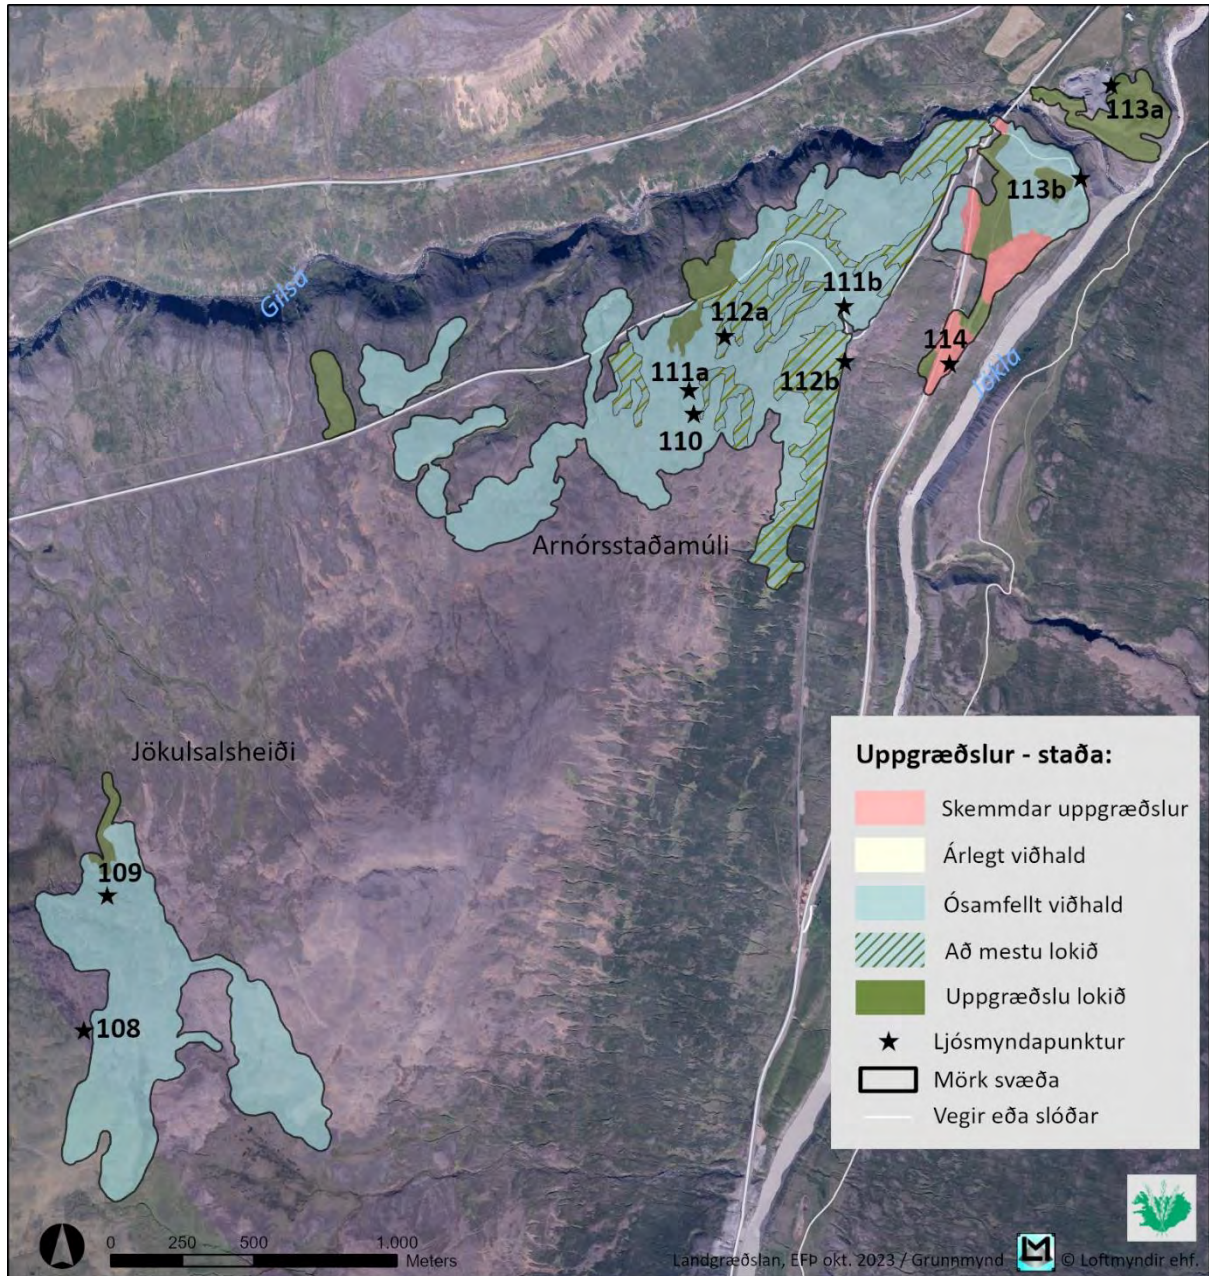 113a
113b
Gilsá
111b
112a
114
Jökla
111a
112b
110
Arnórsstaðamúli
Jökulsalsheiði
Uppgræðslur - staða:
Skemmdar uppgræðslur
Árlegt viðhald
Ósamfellt viðhald
Að mestu lokið
Uppgræðslu lokið
Ljósmyndapunktur
Mörk svæða
Vegir eða slóðar
109
108
0 250 500 1.000
Meters
Landgræðslan, EFÞ okt. 2023 / Grunnmynd LM © Loftmyndir ehf.